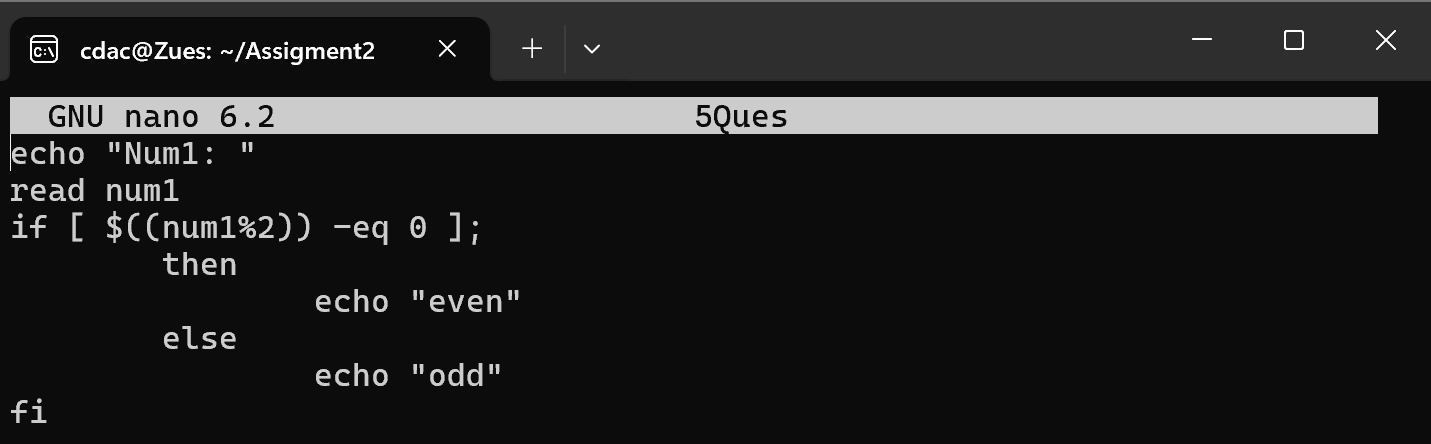 cdac@Zues: ~/Assigment2
GNU nano 6.2 5Ques
echo "Num1: "
read num1
if [ $((num1%2)) -eq 0 ];
then
echo "even"
else
echo "odd"
fi